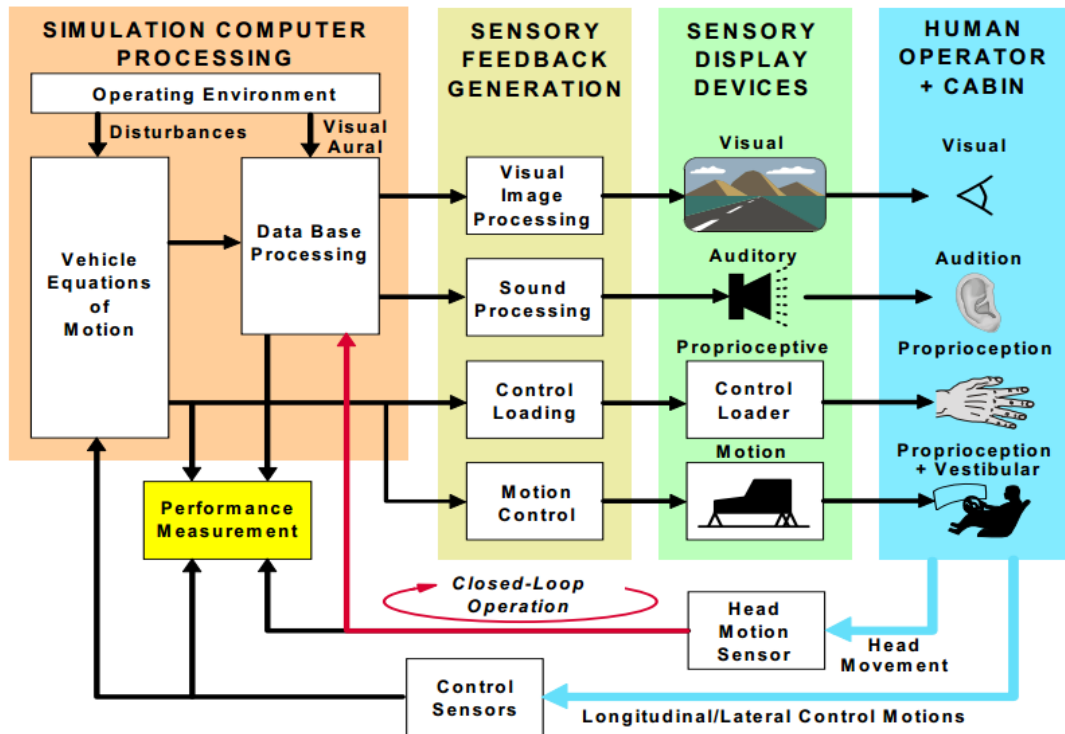 SIMULATION COMPUTER
PROCESSING
Operating Environment
Disturbances
Visual
Aural
Vehicle
Equations
of
Motion
Data Base
Processing
Performance
Measurement
SENSORY
FEEDBACK
GENERATION
Visual
Image
Processing
Sound
Processing
Control
Loading
Motion
Control
SENSORY
DISPLAY
DEVICES
Visual
Auditory
Proprioceptive
Control
Loader
Motion
HUMAN
OPERATOR
+ CABIN
Visual
Audition
Proprioception
Proprioception
+ Vestibular
Closed-Loop
Operation
Head
Motion
Sensor
Head
Movement
Control
Sensors
Longitudinal/Lateral Control Motions